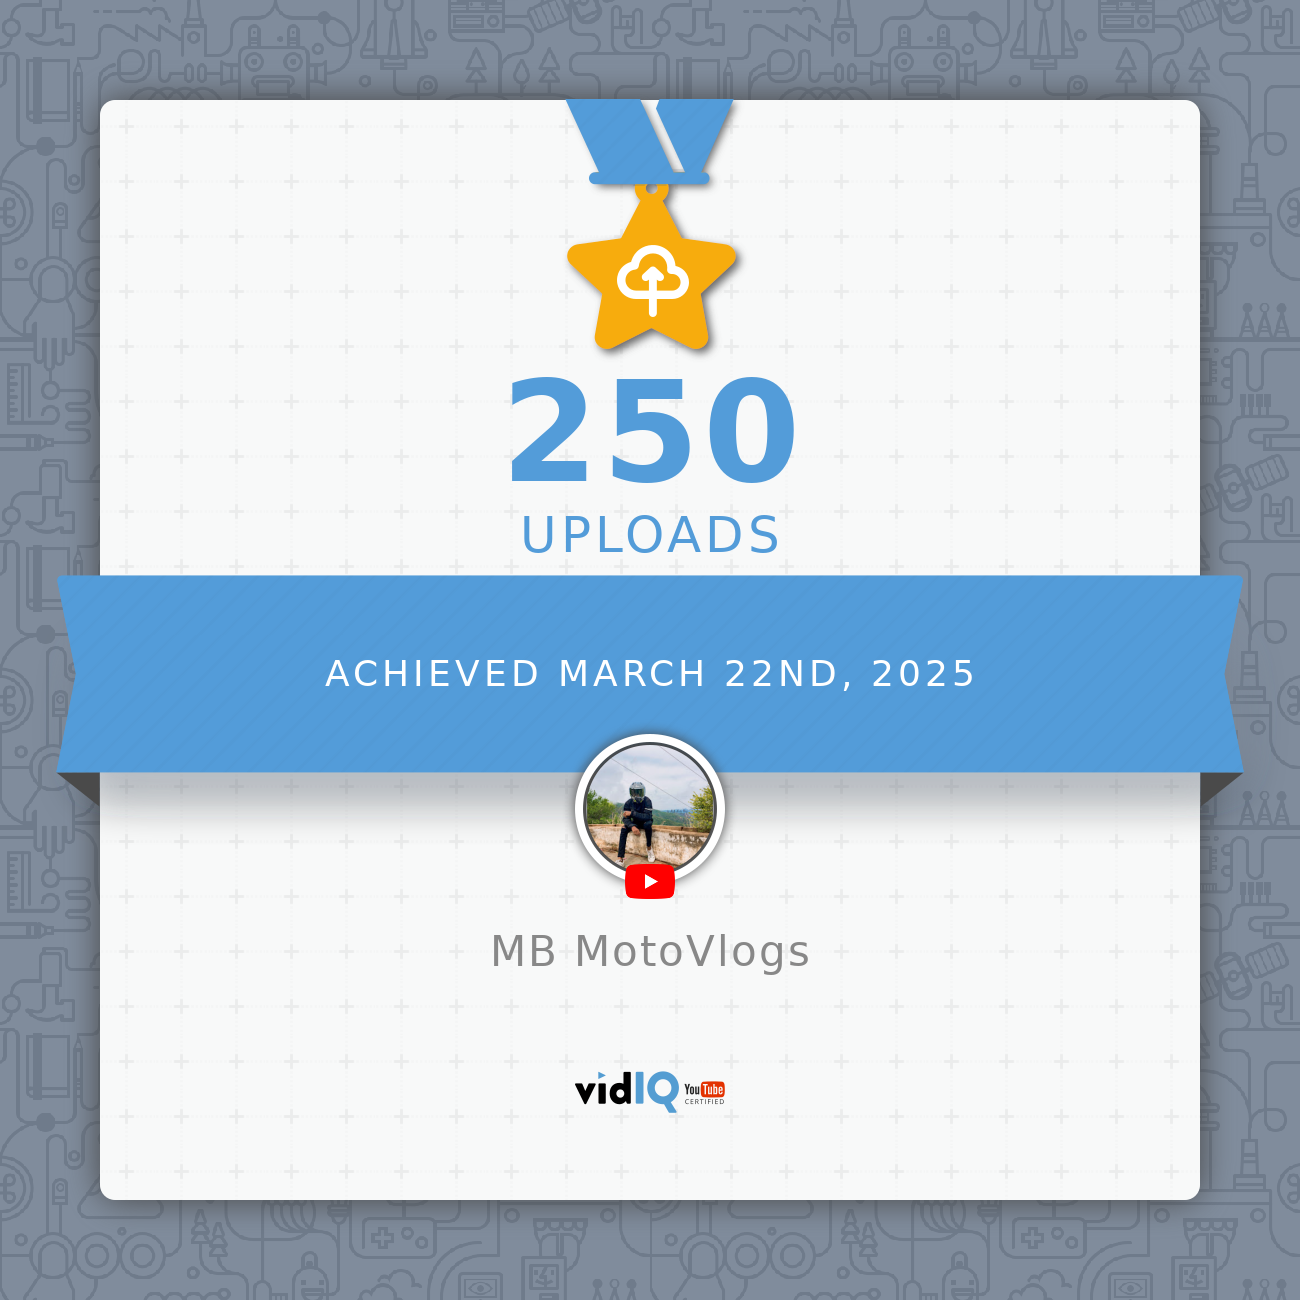 250
UPLOADS
ACHIEVED MARCH 22ND, 2025
MB MotoVlogs
vidIQ YouTube
CERTIFIED